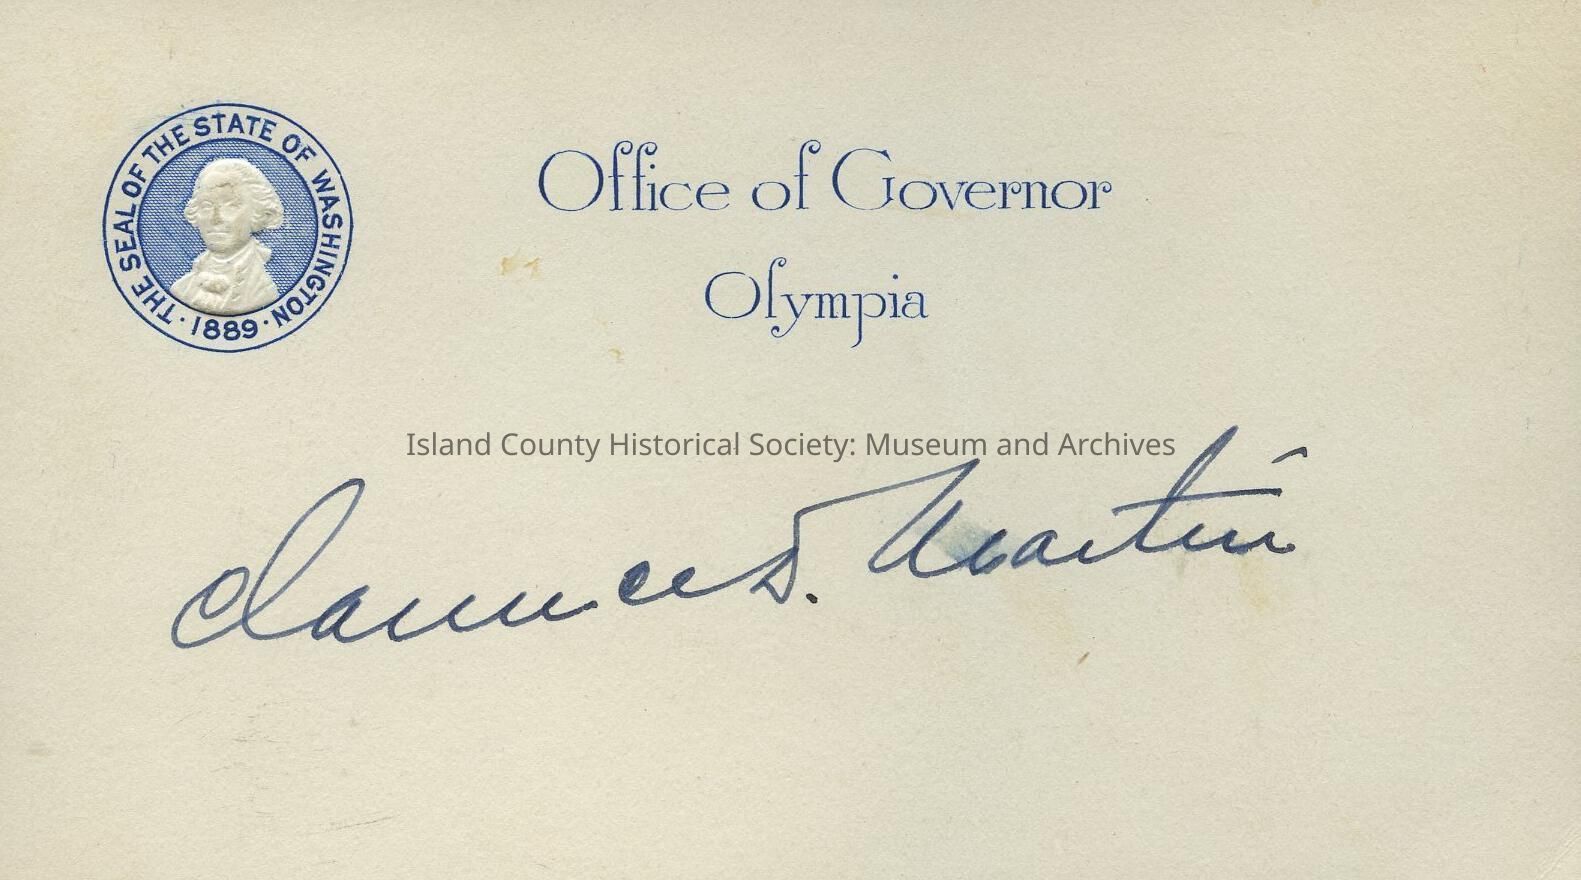 THE SEAL OF THE STATE OF WASHINGTON
· 1889 ·
Office of Governor
Olympia
Island County Historical Society: Museum and Archives
Clarence D. Martin